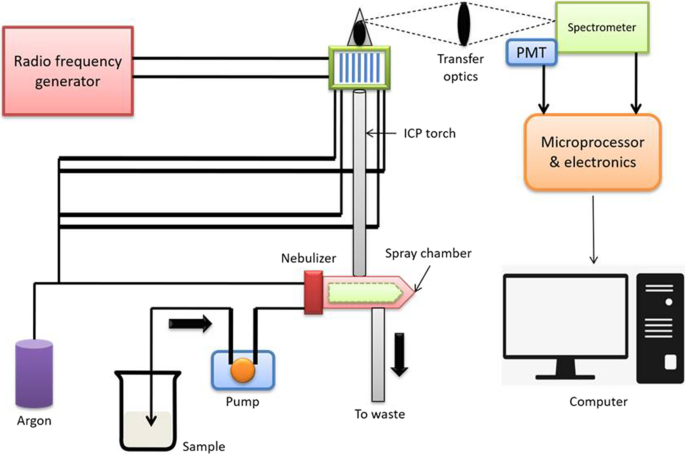 Radio frequency
generator
Transfer
optics
Spectrometer
PMT
ICP torch
Microprocessor
& electronics
Nebulizer
Spray chamber
Argon
Sample
Pump
To waste
Computer